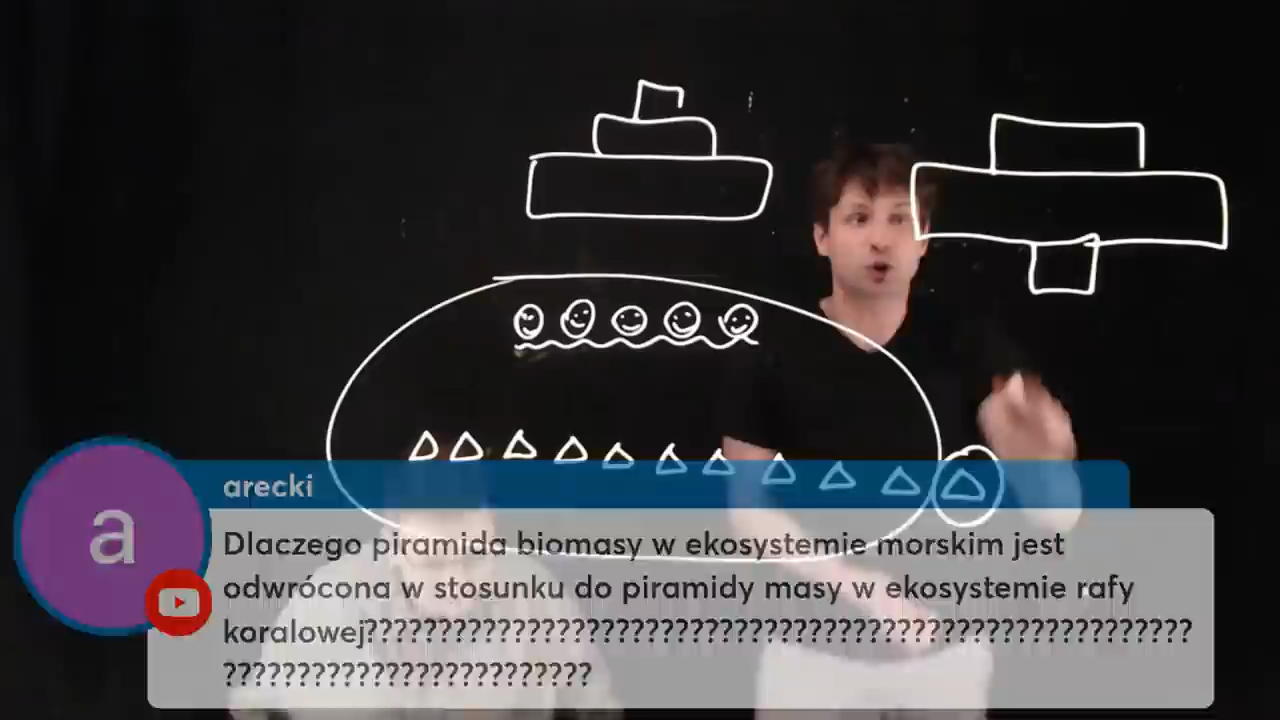 arecki
a
Dlaczego piramida biomasy w ekosystemie morskim jest
odwrócona w stosunku do piramidy masy w ekosystemie rafy
koralowej????????????????????????????????????????????????????????
?????????????????????????